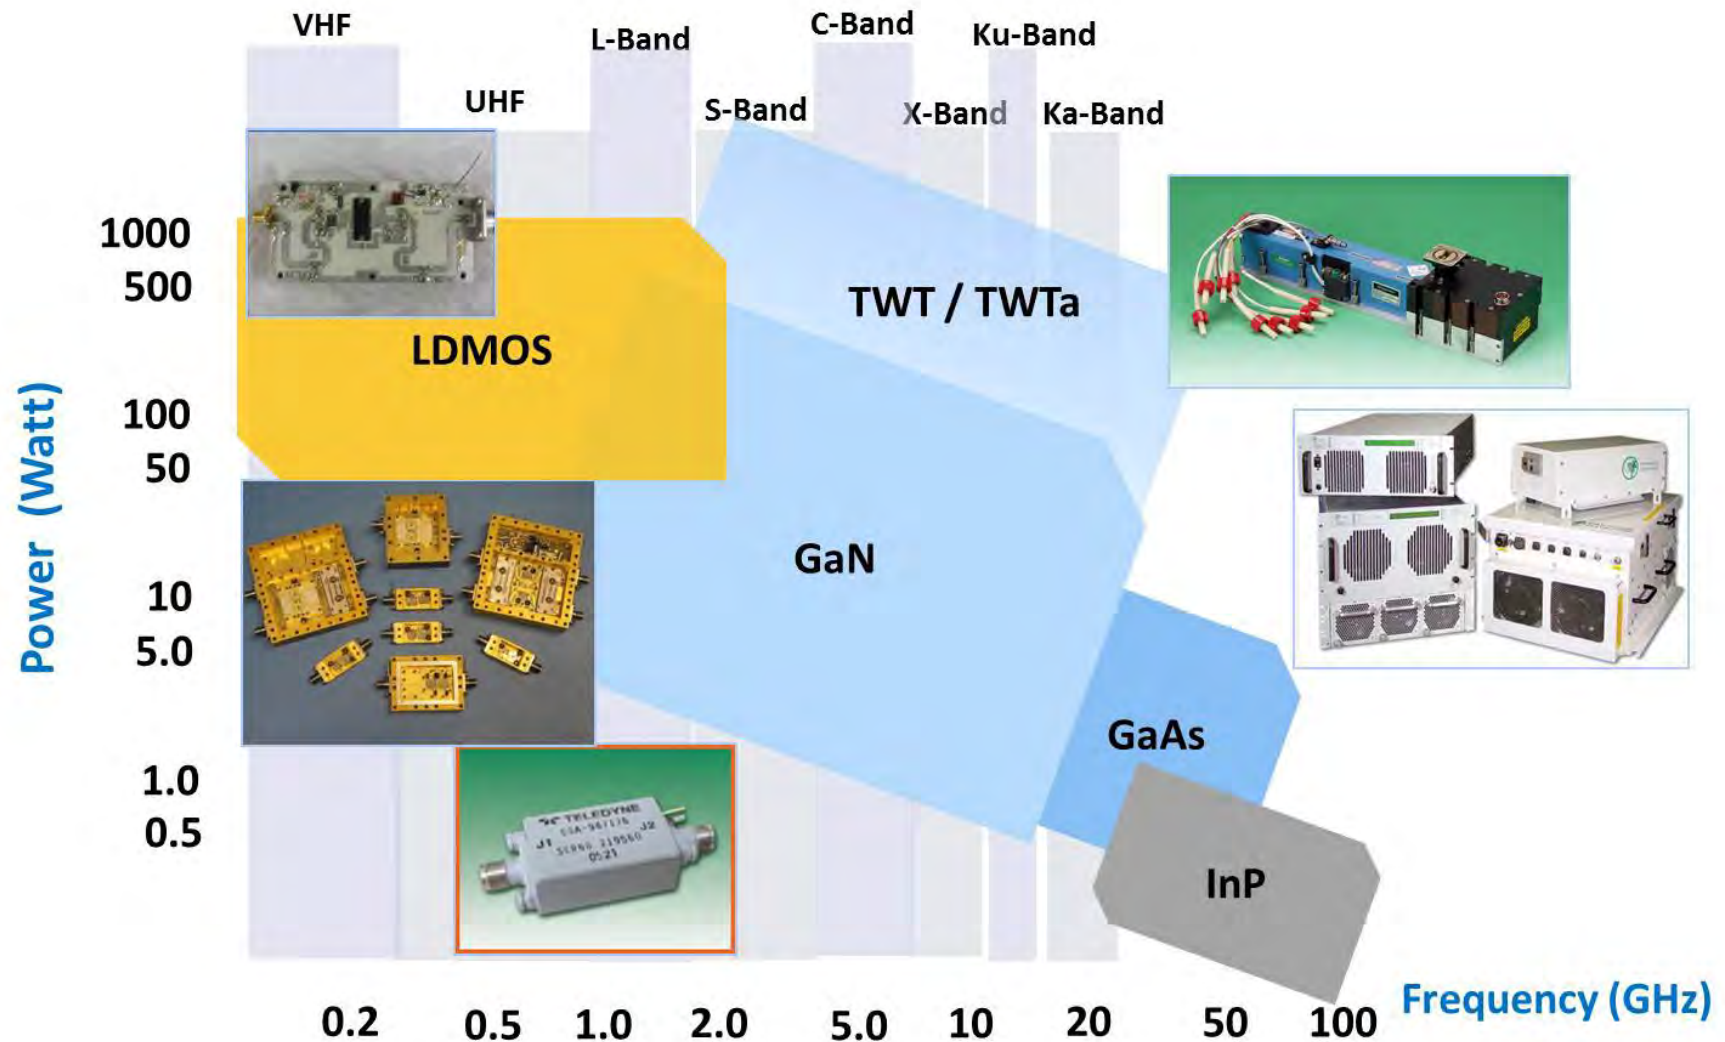 VHF
C-Band
Ku-Band
L-Band
UHF
S-Band
X-Band
Ka-Band
1000
500
TWT / TWTa
LDMOS
100
50
GaN
10
5.0
Power (Watt)
GaAs
1.0
0.5
TELEDYNE
J1
J2
0521
InP
Frequency (GHz)
0.2
0.5
1.0
2.0
5.0
10
20
50
100